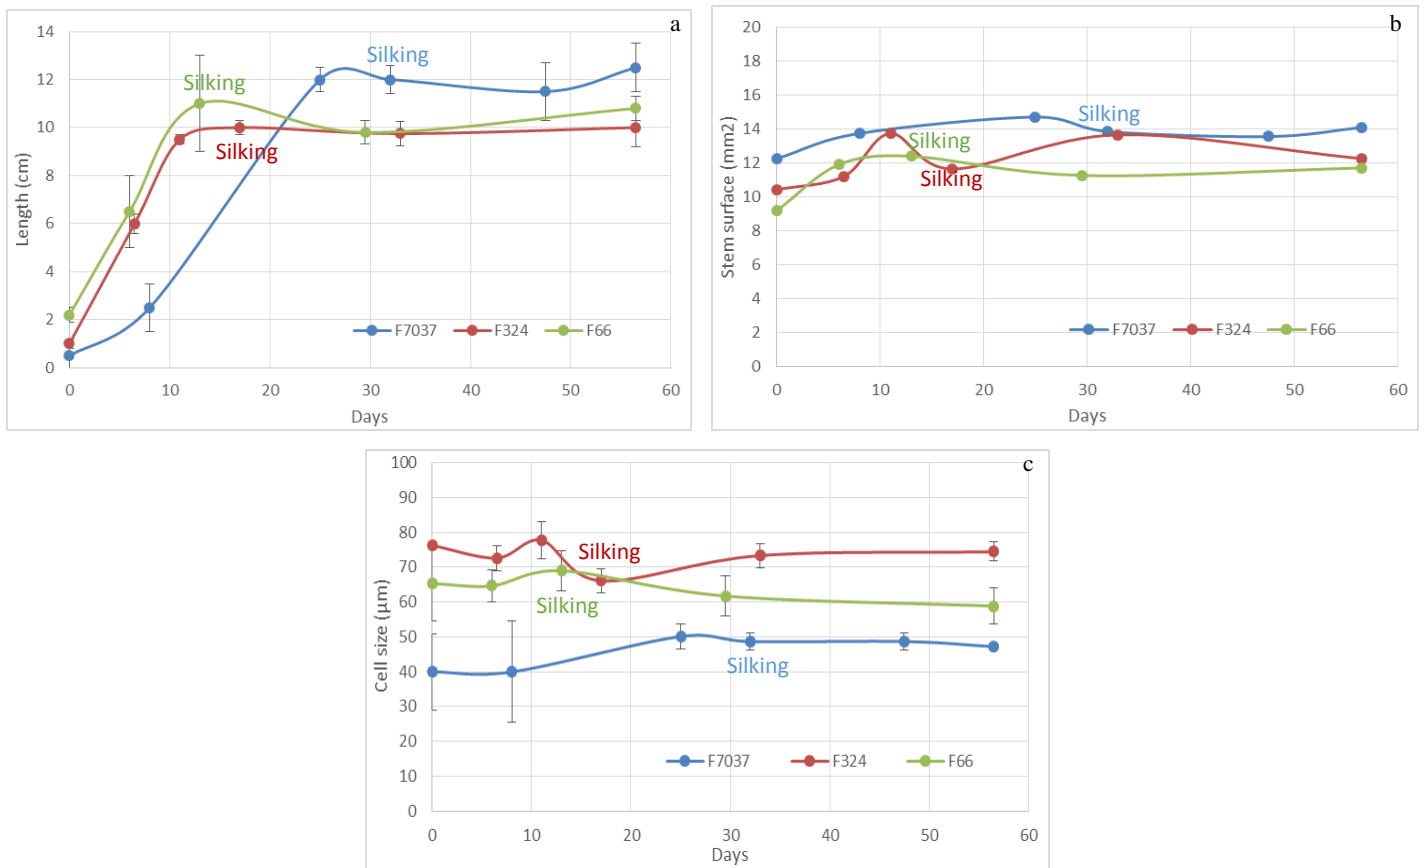 a
14
12
10
8
6
4
2
0
Length (cm)
Silking
Silking
Silking
F7037 F324 F66
0 10 20 30 40 50 60
Days
b
20
18
16
14
12
10
8
6
4
2
0
Stem surface (mm2)
Silking
Silking
Silking
F7037 F324 F66
0 10 20 30 40 50 60
Days
c
100
90
80
70
60
50
40
30
20
10
0
Cell size (µm)
Silking
Silking
Silking
F7037 F324 F66
0 10 20 30 40 50 60
Days